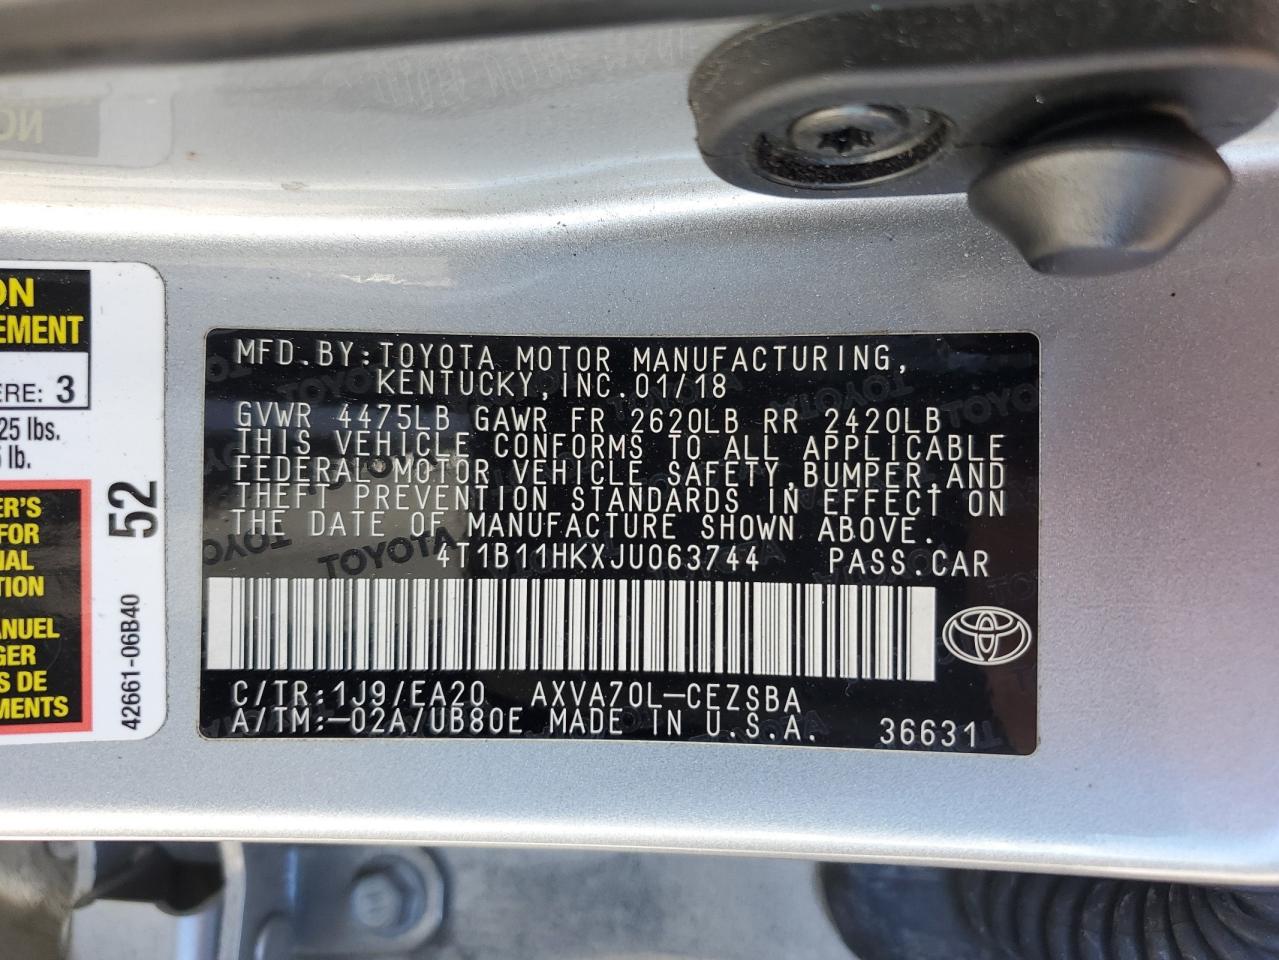 ON
EMENT
ERE: 3
25 lbs.
lb.
ER'S
FOR
NAL
TION
ANUEL
GER
S DE
MENTS
42661-06B40
52
MFD.BY:TOYOTA MOTOR MANUFACTURING,
KENTUCKY,INC.01/18
GVWR 4475LB GAWR FR 2620LB RR 2420LB
THIS VEHICLE CONFORMS TO ALL APPLICABLE
FEDERAL MOTOR VEHICLE SAFETY,BUMPER,AND
THEFT PREVENTION STANDARDS IN EFFECT ON
THE DATE OF MANUFACTURE SHOWN ABOVE.
4T1B11HKXJU063744 PASS.CAR
C/TR:1J9/EA20 AXVA70L-CEZSBA
A/TM:-02A/UB80E MADE IN U.S.A. 36631